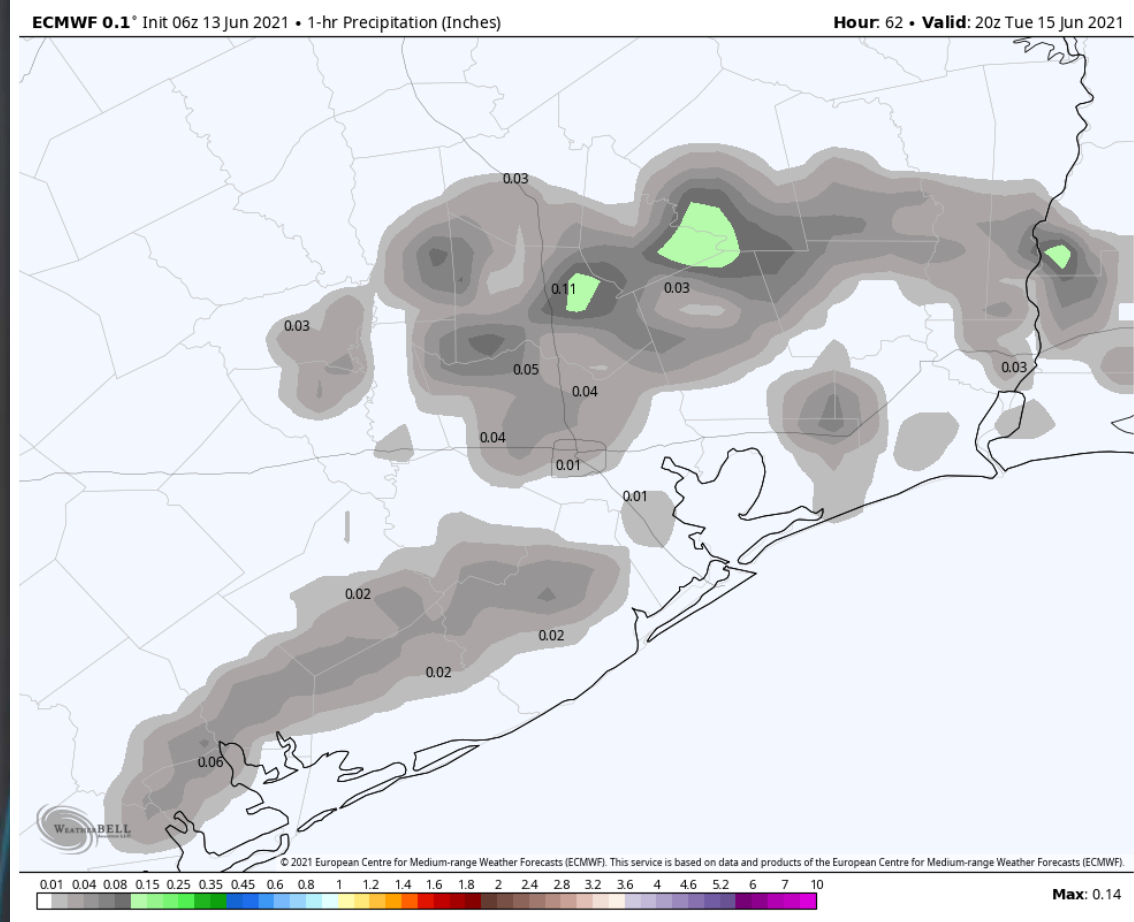 ECMWF 0.1° Init 06z 13 Jun 2021 • 1-hr Precipitation (Inches)
Hour: 62 • Valid: 20z Tue 15 Jun 2021
0.03
0.11
0.03
0.03
0.05
0.03
0.04
0.04
0.01
0.01
0.02
0.02
0.02
0.06
WEATHERBELL
© 2021 European Centre for Medium-range Weather Forecasts (ECMWF). This service is based on data and products of the European Centre for Medium-range Weather Forecasts (ECMWF).
0.01 0.04 0.08 0.15 0.25 0.35 0.45 0.6 0.8 1 1.2 1.4 1.6 1.8 2 2.4 2.8 3.2 3.6 4 4.6 5.2 6 7 10
Max: 0.14